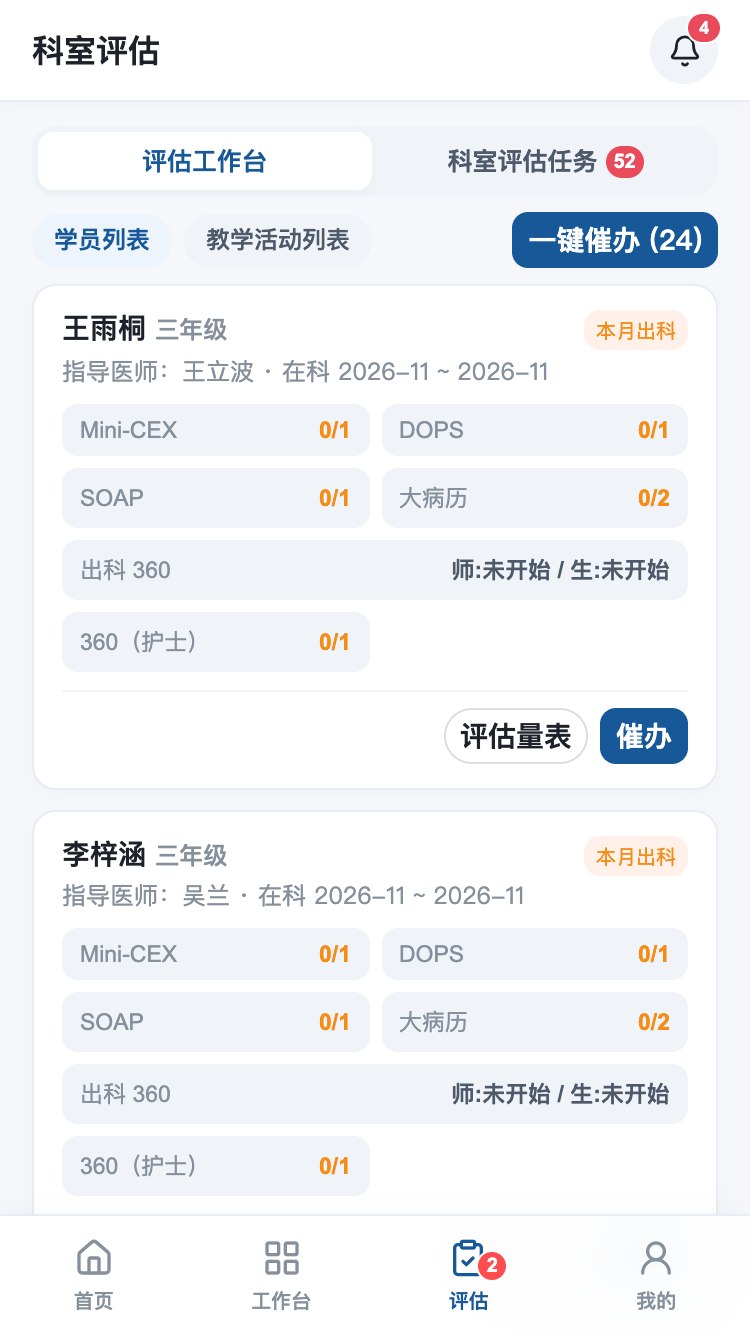 科室评估
4
评估工作台
科室评估任务 52
学员列表
教学活动列表
一键催办 (24)
王雨桐 三年级
本月出科
指导医师：王立波 · 在科 2026–11 ~ 2026–11
Mini-CEX 0/1
DOPS 0/1
SOAP 0/1
大病历 0/2
出科 360 师:未开始 / 生:未开始
360（护士） 0/1
评估量表
催办
李梓涵 三年级
本月出科
指导医师：吴兰 · 在科 2026–11 ~ 2026–11
Mini-CEX 0/1
DOPS 0/1
SOAP 0/1
大病历 0/2
出科 360 师:未开始 / 生:未开始
360（护士） 0/1
2
首页
工作台
评估
我的